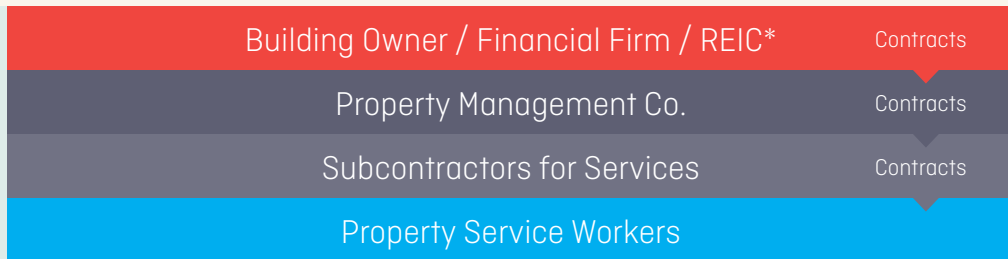 Building Owner / Financial Firm / REIC* Contracts
Property Management Co. Contracts
Subcontractors for Services Contracts
Property Service Workers